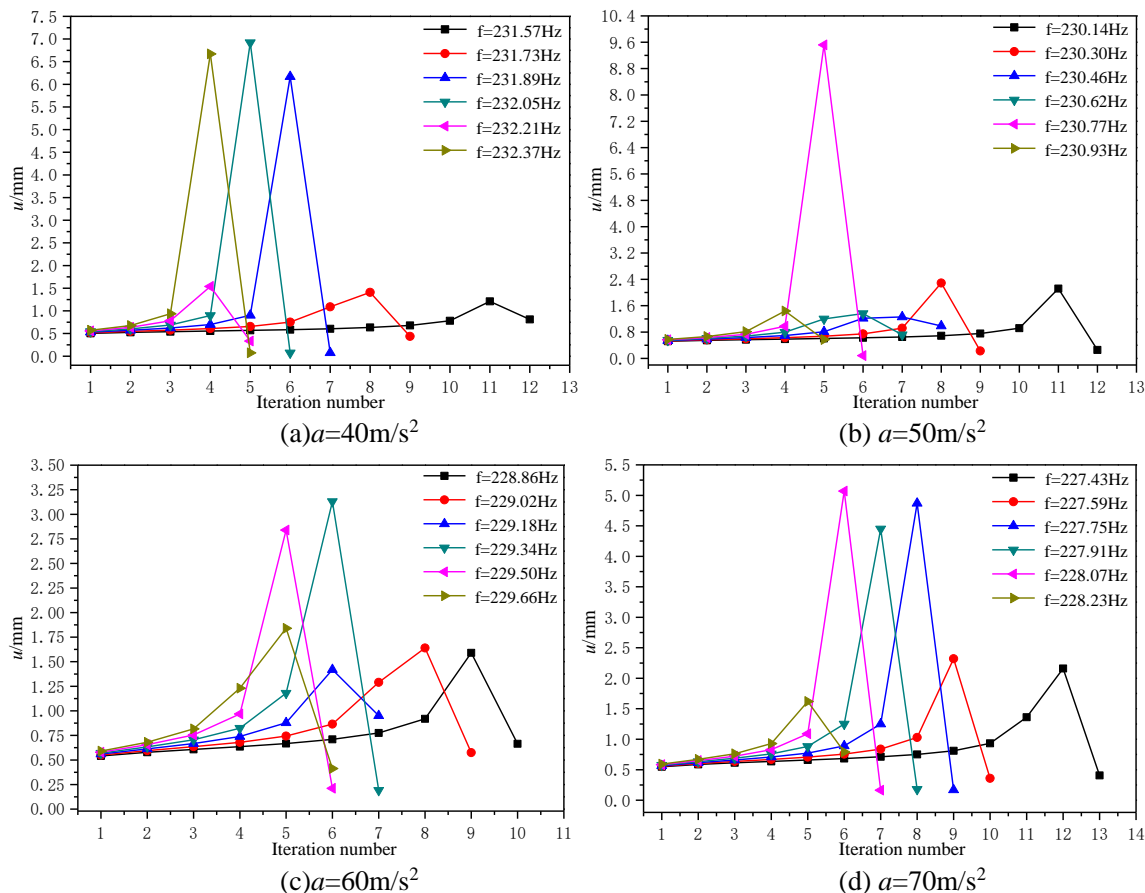 7.5
7.0
6.5
6.0
5.5
5.0
4.5
4.0
3.5
3.0
2.5
2.0
1.5
1.0
0.5
0.0
u/mm
f=231.57Hz
f=231.73Hz
f=231.89Hz
f=232.05Hz
f=232.21Hz
f=232.37Hz
1 2 3 4 5 6 7 8 9 10 11 12 13
Iteration number
(a)a=40m/s²
10.4
9.6
8.8
8.0
7.2
6.4
5.6
4.8
4.0
3.2
2.4
1.6
0.8
0.0
u/mm
f=230.14Hz
f=230.30Hz
f=230.46Hz
f=230.62Hz
f=230.77Hz
f=230.93Hz
1 2 3 4 5 6 7 8 9 10 11 12 13
Iteration number
(b) a=50m/s²
3.50
3.25
3.00
2.75
2.50
2.25
2.00
1.75
1.50
1.25
1.00
0.75
0.50
0.25
0.00
u/mm
f=228.86Hz
f=229.02Hz
f=229.18Hz
f=229.34Hz
f=229.50Hz
f=229.66Hz
1 2 3 4 5 6 7 8 9 10 11
Iteration number
(c)a=60m/s²
5.5
5.0
4.5
4.0
3.5
3.0
2.5
2.0
1.5
1.0
0.5
0.0
u/mm
f=227.43Hz
f=227.59Hz
f=227.75Hz
f=227.91Hz
f=228.07Hz
f=228.23Hz
1 2 3 4 5 6 7 8 9 10 11 12 13 14
Iteration number
(d) a=70m/s²